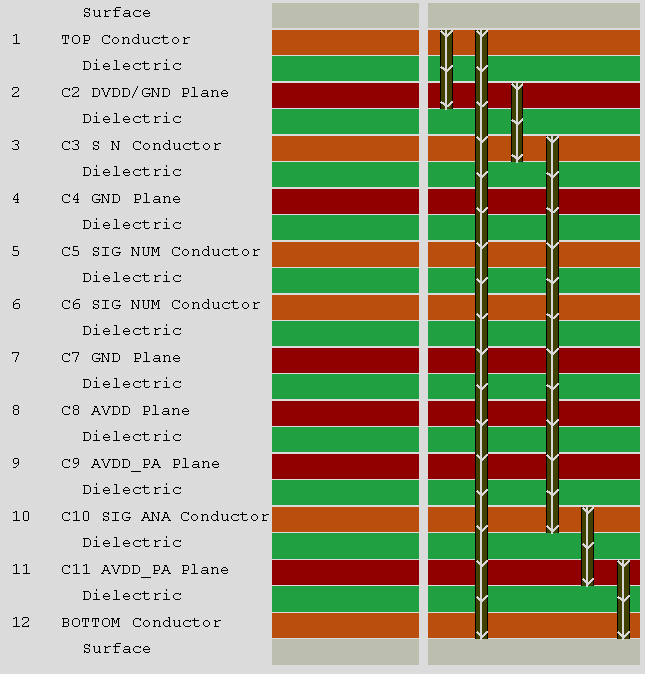 Surface
1 TOP Conductor
Dielectric
2 C2 DVDD/GND Plane
Dielectric
3 C3 S N Conductor
Dielectric
4 C4 GND Plane
Dielectric
5 C5 SIG NUM Conductor
Dielectric
6 C6 SIG NUM Conductor
Dielectric
7 C7 GND Plane
Dielectric
8 C8 AVDD Plane
Dielectric
9 C9 AVDD_PA Plane
Dielectric
10 C10 SIG ANA Conductor
Dielectric
11 C11 AVDD_PA Plane
Dielectric
12 BOTTOM Conductor
Surface